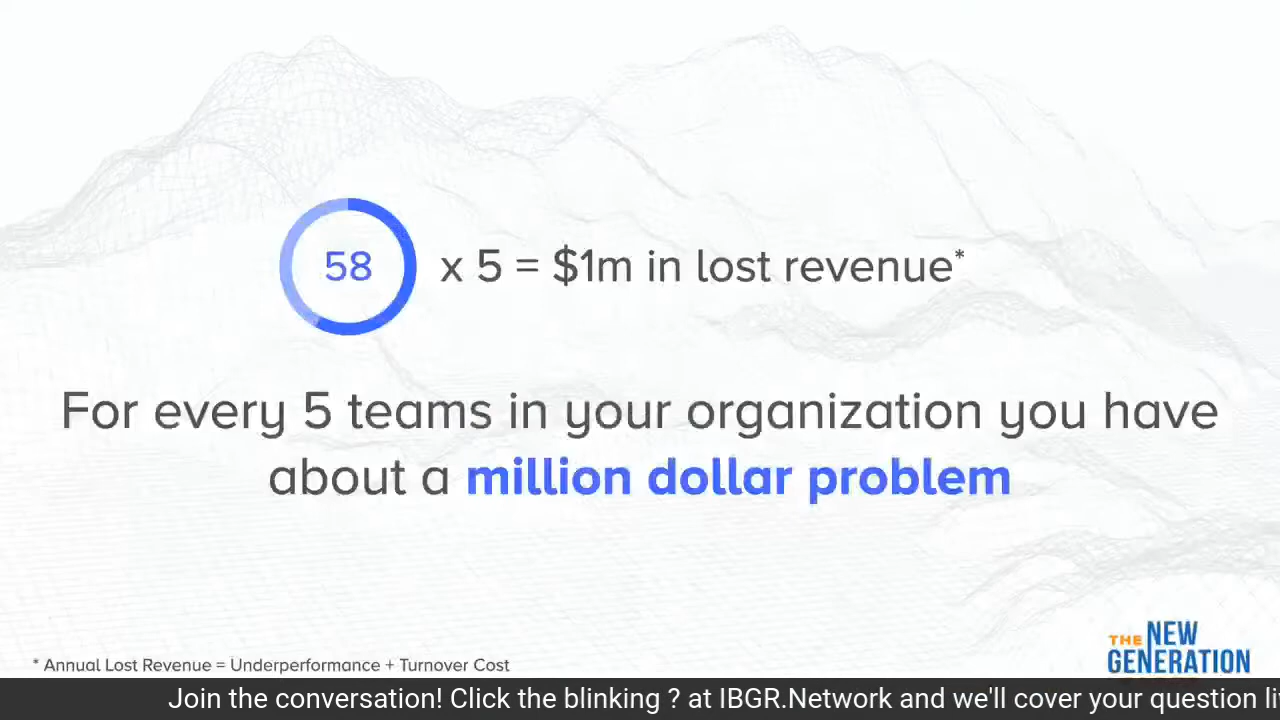 58 x 5 = $1m in lost revenue*
For every 5 teams in your organization you have
about a million dollar problem
* Annual Lost Revenue = Underperformance + Turnover Cost
THE NEW
GENERATION
Join the conversation! Click the blinking ? at IBGR.Network and we'll cover your question li